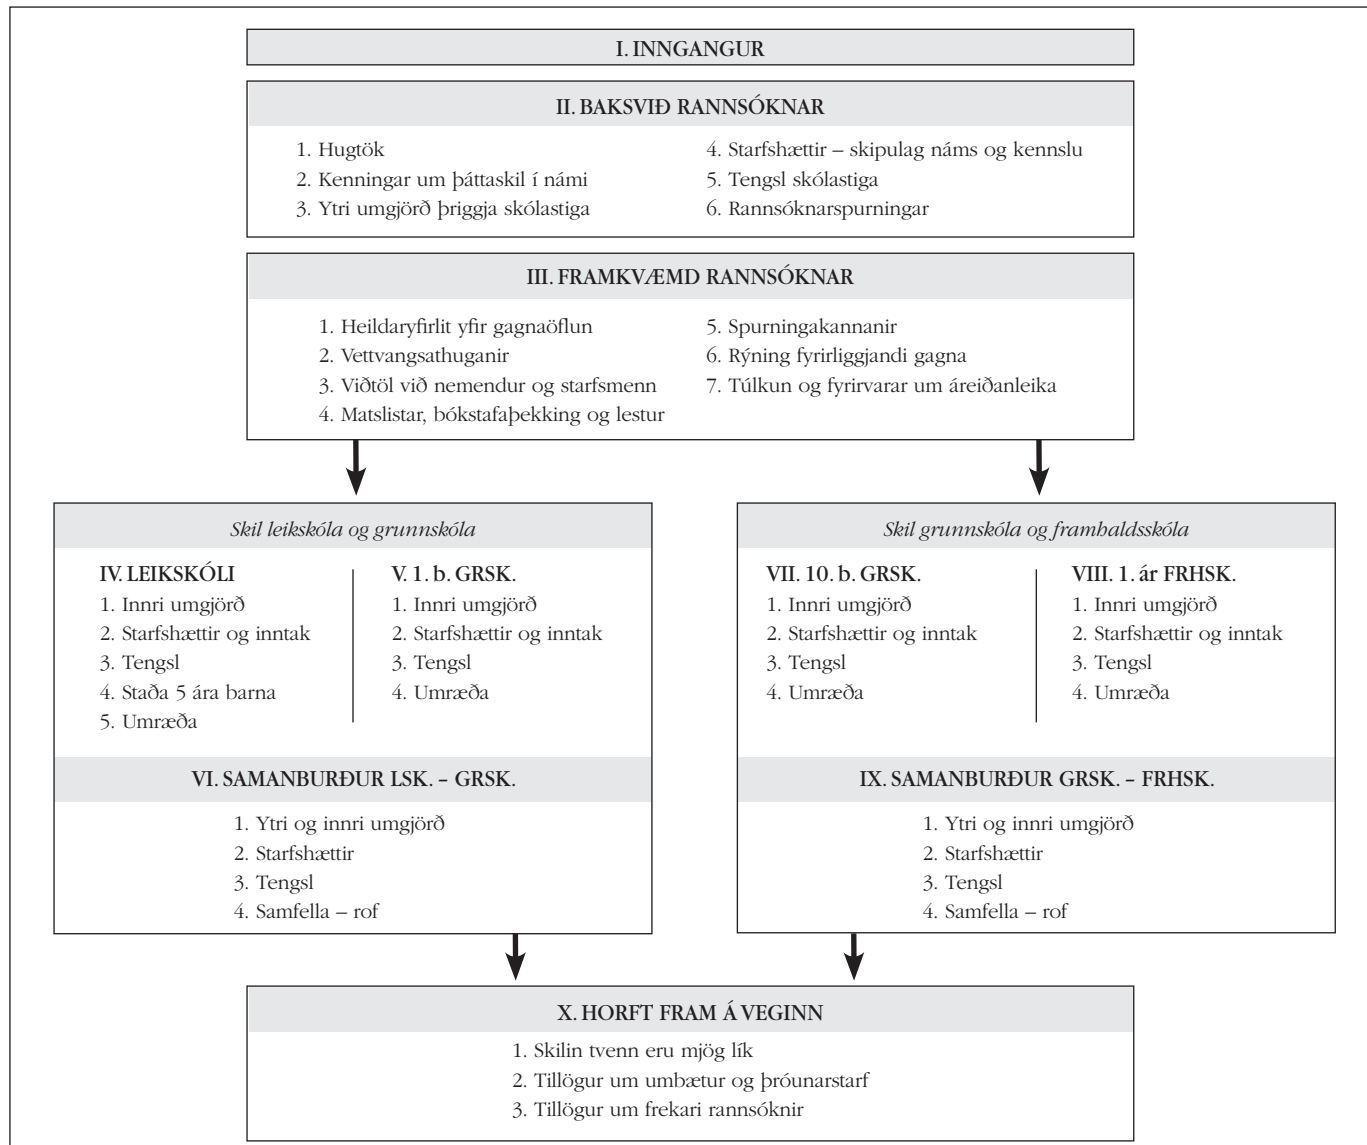 I. INNGANGUR
II. BAKSVIÐ RANNSÓKNAR
1. Hugtök
2. Kenningar um þáttaskil í námi
3. Ytri umgjörð þriggja skólastiga
4. Starfshættir – skipulag náms og kennslu
5. Tengsl skólastiga
6. Rannsóknarspurningar
III. FRAMKVÆMD RANNSÓKNAR
1. Heildaryfirlit yfir gagnaöflun
2. Vettvangsathuganir
3. Viðtöl við nemendur og starfsmenn
4. Matslistar, bókstafaþekking og lestur
5. Spurningakannanir
6. Rýning fyrirliggjandi gagna
7. Túlkun og fyrirvarar um áreiðanleika
Skil leikskóla og grunnskóla
IV. LEIKSKÓLI
1. Innri umgjörð
2. Starfshættir og inntak
3. Tengsl
4. Staða 5 ára barna
5. Umræða
V. 1. b. GRSK.
1. Innri umgjörð
2. Starfshættir og inntak
3. Tengsl
4. Umræða
VI. SAMANBURÐUR LSK. – GRSK.
1. Ytri og innri umgjörð
2. Starfshættir
3. Tengsl
4. Samfella – rof
Skil grunnskóla og framhaldsskóla
VII. 10. b. GRSK.
1. Innri umgjörð
2. Starfshættir og inntak
3. Tengsl
4. Umræða
VIII. 1. ár FRHSK.
1. Innri umgjörð
2. Starfshættir og inntak
3. Tengsl
4. Umræða
IX. SAMANBURÐUR GRSK. – FRHSK.
1. Ytri og innri umgjörð
2. Starfshættir
3. Tengsl
4. Samfella – rof
X. HORFT FRAM Á VEGINN
1. Skilin tvenn eru mjög lík
2. Tillögur um umbætur og þróunarstarf
3. Tillögur um frekari rannsóknir